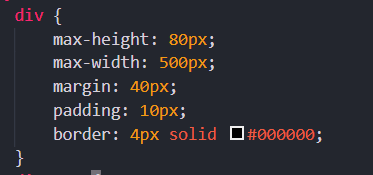 div {
max-height: 80px;
max-width: 500px;
margin: 40px;
padding: 10px;
border: 4px solid #000000;
}